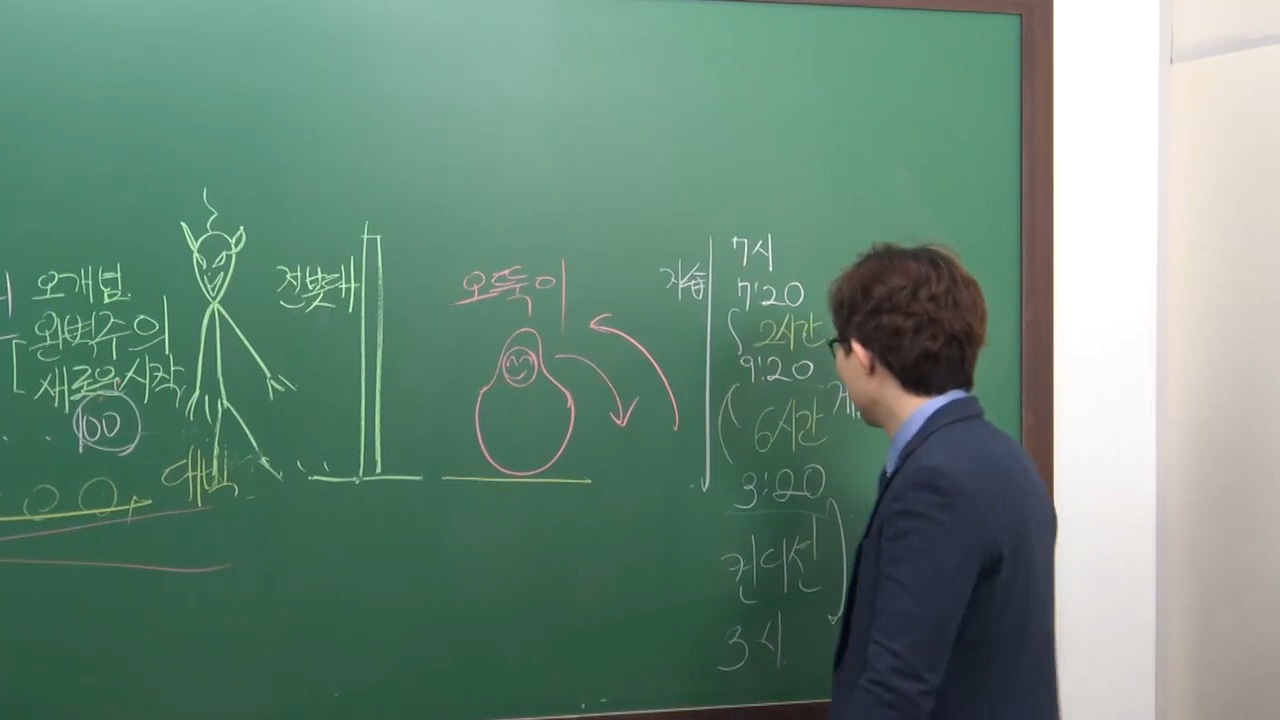 오개념
완벽주의
새로운 시작
100
대비
전봇대
오뚝이
자습
7시
7:20
2시간
9:20
6시간
3:20
컨디션
3시